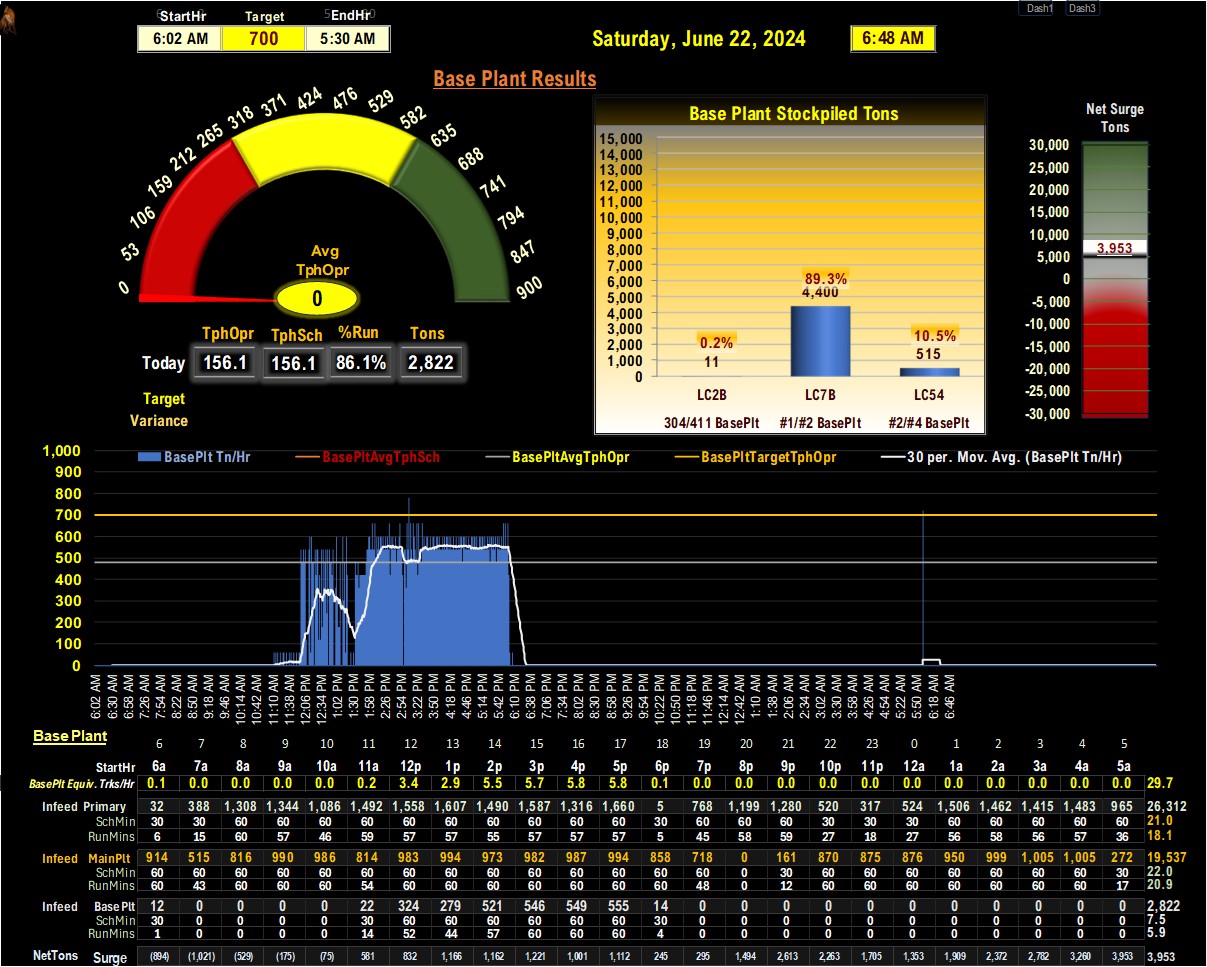 StartHr Target EndHr Dash1 Dash3
6:02 AM 700 5:30 AM Saturday, June 22, 2024 6:48 AM
Base Plant Results
0 53 106 159 212 265 318 371 424 476 529 582 635 688 741 794 847 900
Avg
TphOpr
0
TphOpr TphSch %Run Tons
Today 156.1 156.1 86.1% 2,822
Target
Variance
Base Plant Stockpiled Tons
15,000
14,000
13,000
12,000
11,000
10,000
9,000
8,000
7,000
6,000
5,000
4,000
3,000
2,000
1,000
0
0.2% 89.3% 10.5%
11 4,400 515
LC2B LC7B LC54
304/411 BasePlt #1/#2 BasePlt #2/#4 BasePlt
Net Surge
Tons
30,000
25,000
20,000
15,000
10,000
3,953
5,000
0
-5,000
-10,000
-15,000
-20,000
-25,000
-30,000
BasePlt Tn/Hr BasePltAvgTphSch BasePltAvgTphOpr BasePltTargetTphOpr 30 per. Mov. Avg. (BasePlt Tn/Hr)
1,000
900
800
700
600
500
400
300
200
100
0
6:02 AM 6:30 AM 6:58 AM 7:26 AM 7:54 AM 8:22 AM 8:50 AM 9:18 AM 9:46 AM 10:14 AM 10:42 AM 11:10 AM 11:38 AM 12:06 PM 12:34 PM 1:02 PM 1:30 PM 1:58 PM 2:26 PM 2:54 PM 3:22 PM 3:50 PM 4:18 PM 4:46 PM 5:14 PM 5:42 PM 6:10 PM 6:38 PM 7:06 PM 7:34 PM 8:02 PM 8:30 PM 8:58 PM 9:26 PM 9:54 PM 10:22 PM 10:50 PM 11:18 PM 11:46 PM 12:14 AM 12:42 AM 1:10 AM 1:38 AM 2:06 AM 2:34 AM 3:02 AM 3:30 AM 3:58 AM 4:26 AM 4:54 AM 5:22 AM 5:50 AM 6:18 AM 6:46 AM
Base Plant
6 7 8 9 10 11 12 13 14 15 16 17 18 19 20 21 22 23 0 1 2 3 4 5
StartHr 6a 7a 8a 9a 10a 11a 12p 1p 2p 3p 4p 5p 6p 7p 8p 9p 10p 11p 12a 1a 2a 3a 4a 5a
BasePlt Equiv. Trks/Hr 0.1 0.0 0.0 0.0 0.0 0.2 3.4 2.9 5.5 5.7 5.8 5.8 0.1 0.0 0.0 0.0 0.0 0.0 0.0 0.0 0.0 0.0 0.0 0.0 29.7
Infeed Primary 32 388 1,308 1,344 1,086 1,492 1,558 1,607 1,490 1,587 1,316 1,660 5 768 1,199 1,280 520 317 524 1,506 1,462 1,415 1,483 965 26,312
SchMin 30 30 60 60 60 60 60 60 60 60 60 60 30 60 60 60 30 30 30 60 60 60 60 60 21.0
RunMins 6 15 60 57 46 59 57 57 55 57 57 57 5 45 58 59 27 18 27 56 58 56 57 36 18.1
Infeed MainPlt 914 515 816 990 986 814 983 994 973 982 987 994 858 718 0 161 870 875 876 950 999 1,005 1,005 272 19,537
SchMin 60 60 60 60 60 60 60 60 60 60 60 60 60 60 0 30 60 60 60 60 60 60 60 30 22.0
RunMins 60 43 60 60 60 54 60 60 60 60 60 60 60 48 0 12 60 60 60 60 60 60 60 17 20.9
Infeed BasePlt 12 0 0 0 0 22 324 279 521 546 549 555 14 0 0 0 0 0 0 0 0 0 0 0 2,822
SchMin 30 0 0 0 0 30 60 60 60 60 60 60 30 0 0 0 0 0 0 0 0 0 0 0 7.5
RunMins 1 0 0 0 0 14 52 44 57 60 60 60 4 0 0 0 0 0 0 0 0 0 0 0 5.9
NetTons Surge (894) (1,021) (529) (175) (75) 581 832 1,166 1,162 1,221 1,001 1,112 245 295 1,494 2,613 2,263 1,705 1,353 1,909 2,372 2,782 3,260 3,953 3,953